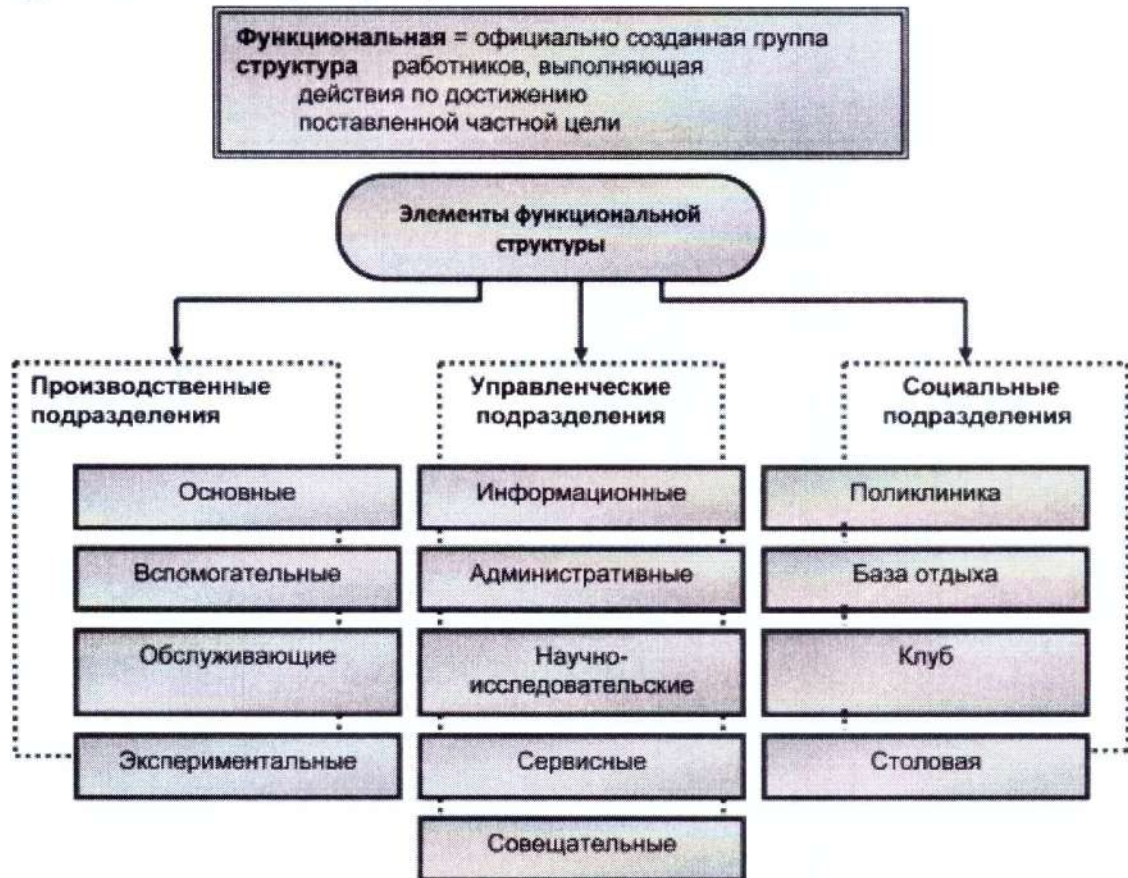 Функциональная = официально созданная группа
структура работников, выполняющая
действия по достижению
поставленной частной цели
Элементы функциональной
структуры
Производственные
подразделения
Основные
Вспомогательные
Обслуживающие
Экспериментальные
Управленческие
подразделения
Информационные
Административные
Научно-
исследовательские
Сервисные
Совещательные
Социальные
подразделения
Поликлиника
База отдыха
Клуб
Столовая